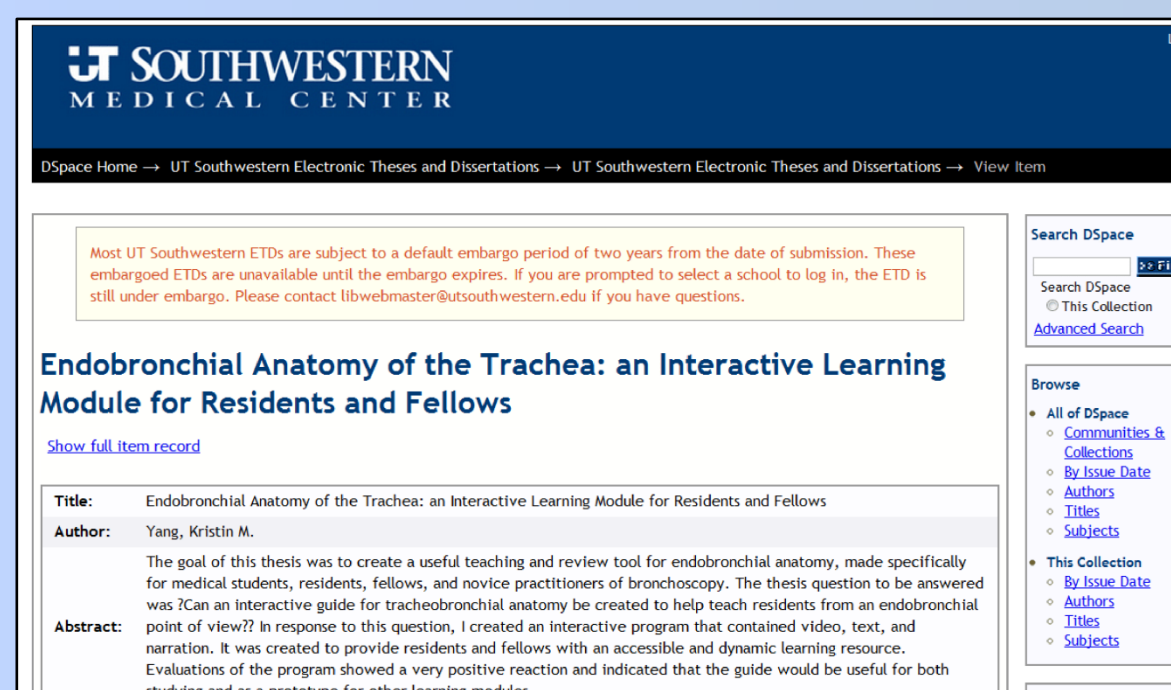 UT SOUTHWESTERN
MEDICAL CENTER
DSpace Home → UT Southwestern Electronic Theses and Dissertations → UT Southwestern Electronic Theses and Dissertations → View Item
Most UT Southwestern ETDs are subject to a default embargo period of two years from the date of submission. These
embargoed ETDs are unavailable until the embargo expires. If you are prompted to select a school to log in, the ETD is
still under embargo. Please contact libwebmaster@utsouthwestern.edu if you have questions.
Endobronchial Anatomy of the Trachea: an Interactive Learning
Module for Residents and Fellows
Show full item record
Title: Endobronchial Anatomy of the Trachea: an Interactive Learning Module for Residents and Fellows
Author: Yang, Kristin M.
The goal of this thesis was to create a useful teaching and review tool for endobronchial anatomy, made specifically
for medical students, residents, fellows, and novice practitioners of bronchoscopy. The thesis question to be answered
was ?Can an interactive guide for tracheobronchial anatomy be created to help teach residents from an endobronchial
Abstract: point of view?? In response to this question, I created an interactive program that contained video, text, and
narration. It was created to provide residents and fellows with an accessible and dynamic learning resource.
Evaluations of the program showed a very positive reaction and indicated that the guide would be useful for both
studying and as a prototype for other learning modules.
Search DSpace
>> Fi
Search DSpace
This Collection
Advanced Search
Browse
All of DSpace
Communities &
Collections
By Issue Date
Authors
Titles
Subjects
This Collection
By Issue Date
Authors
Titles
Subjects